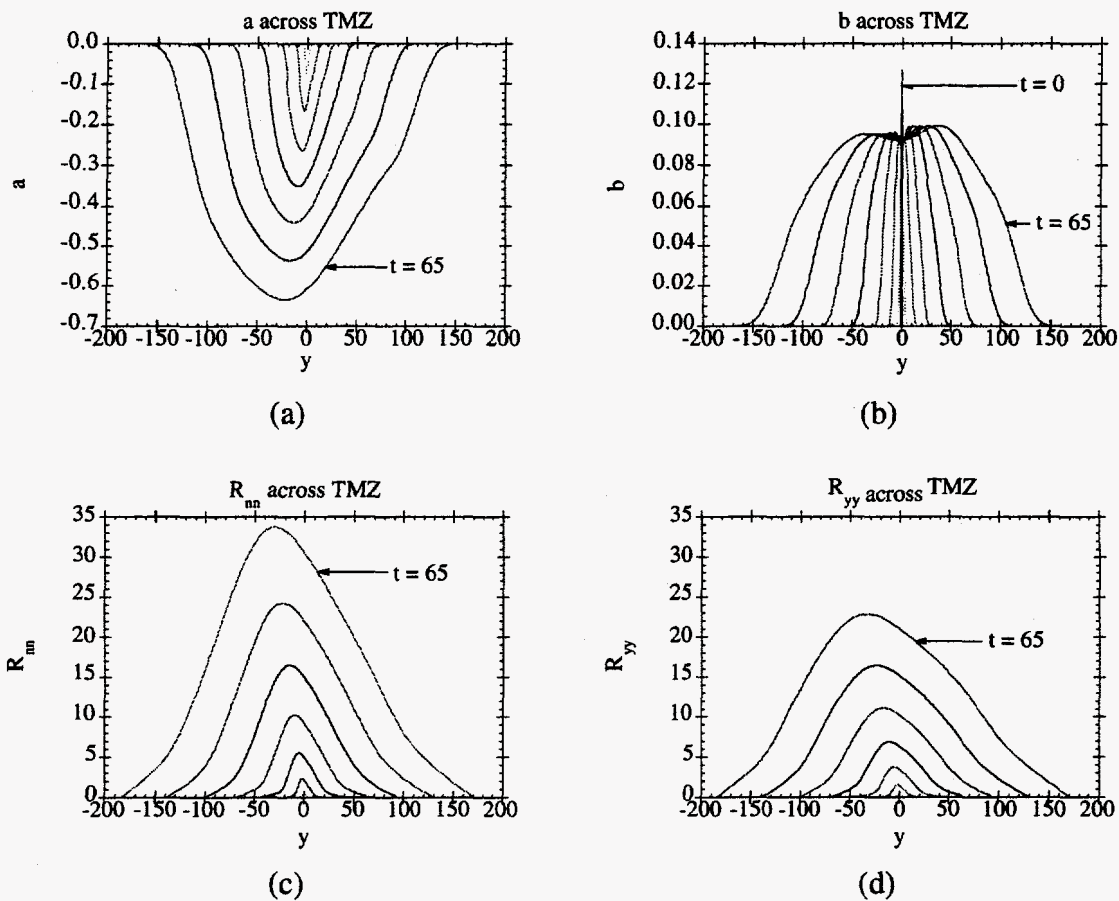 a across TMZ
0.0
-0.1
-0.2
-0.3
-0.4
-0.5
-0.6
-0.7
a
t = 65
-200 -150 -100 -50 0 50 100 150 200
y
(a)
b across TMZ
0.14
0.12
0.10
0.08
0.06
0.04
0.02
0.00
b
t = 0
t = 65
-200 -150 -100 -50 0 50 100 150 200
y
(b)
R_nn across TMZ
35
30
25
20
15
10
5
0
R_nn
t = 65
-200 -150 -100 -50 0 50 100 150 200
y
(c)
R_yy across TMZ
35
30
25
20
15
10
5
0
R_yy
t = 65
-200 -150 -100 -50 0 50 100 150 200
y
(d)